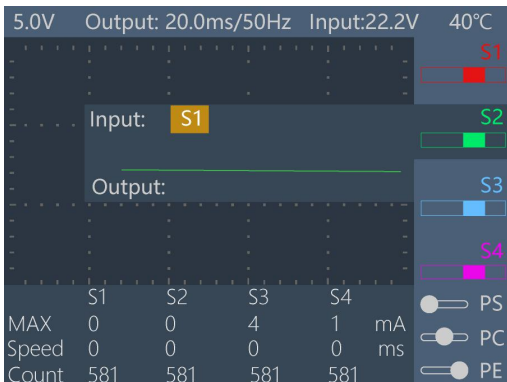 5.0V Output: 20.0ms/50Hz Input:22.2V 40°C
S1
Input: S1
S2
Output:
S3
S4
S1 S2 S3 S4
MAX 0 0 4 1 mA
Speed 0 0 0 0 ms
Count 581 581 581 581
PS
PC
PE